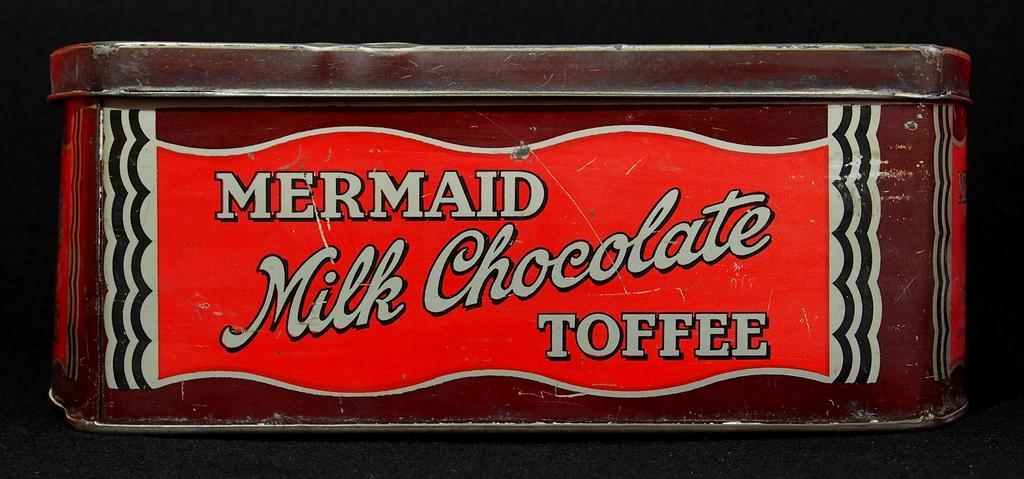 MERMAID
Milk Chocolate
TOFFEE